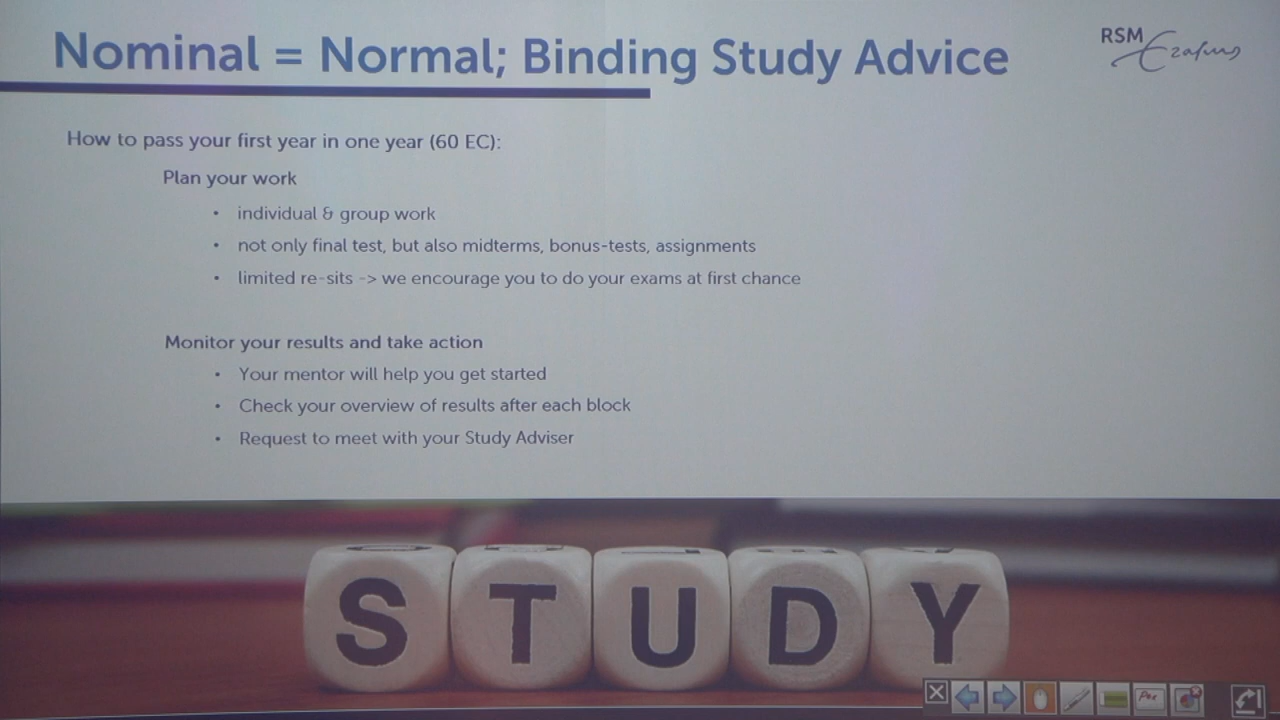 Nominal = Normal; Binding Study Advice
RSM
Erasmus
How to pass your first year in one year (60 EC):
Plan your work
• individual & group work
• not only final test, but also midterms, bonus-tests, assignments
• limited re-sits -> we encourage you to do your exams at first chance
Monitor your results and take action
• Your mentor will help you get started
• Check your overview of results after each block
• Request to meet with your Study Adviser
STUDY
Pen